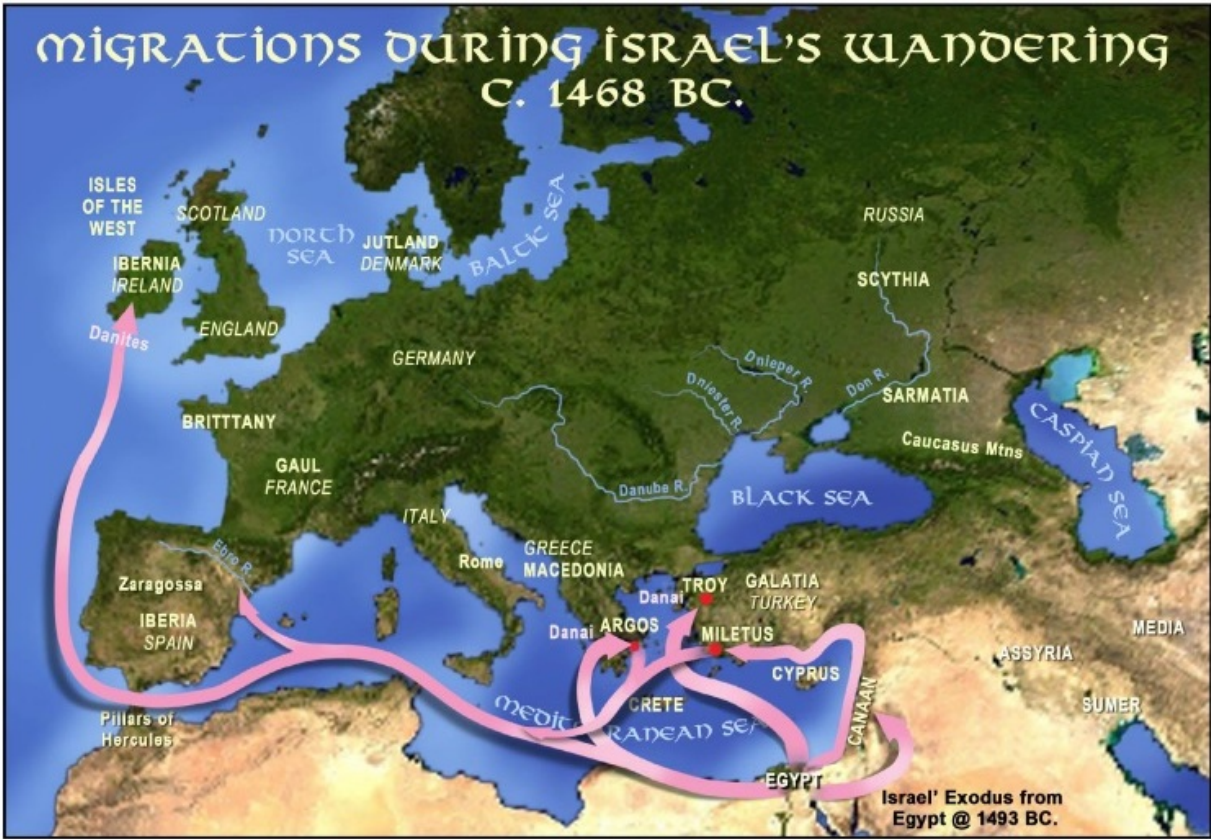 MIGRATIONS DURING ISRAEL'S WANDERING
C. 1468 BC.
ISLES
OF THE
WEST
SCOTLAND
NORTH
SEA
JUTLAND
DENMARK
BALTIC SEA
RUSSIA
IBERNIA
IRELAND
SCYTHIA
Danites
ENGLAND
GERMANY
Dnieper R.
Dniester R.
Don R.
SARMATIA
BRITTTANY
Caucasus Mtns
CASPIAN SEA
GAUL
FRANCE
Danube R.
BLACK SEA
ITALY
Ebro R.
Zaragossa
Rome
GREECE
MACEDONIA
TROY
Danai
GALATIA
TURKEY
IBERIA
SPAIN
Danai
ARGOS
MILETUS
MEDIA
ASSYRIA
CYPRUS
CRETE
SUMER
Pillars of
Hercules
MEDITERRANEAN SEA
CANAAN
EGYPT
Israel' Exodus from
Egypt @ 1493 BC.